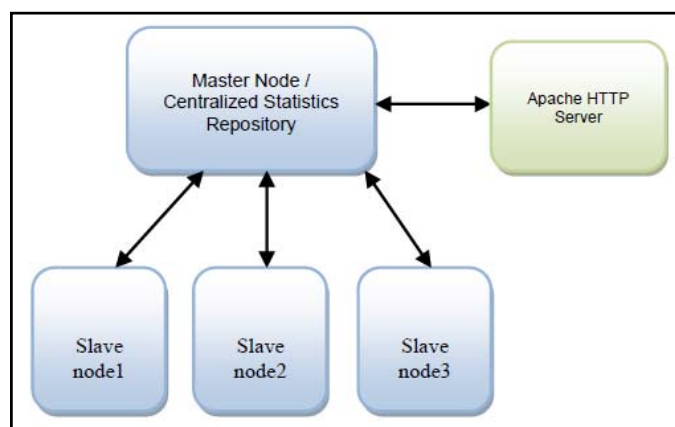 Master Node /
Centralized Statistics
Repository
Apache HTTP
Server
Slave
node1
Slave
node2
Slave
node3